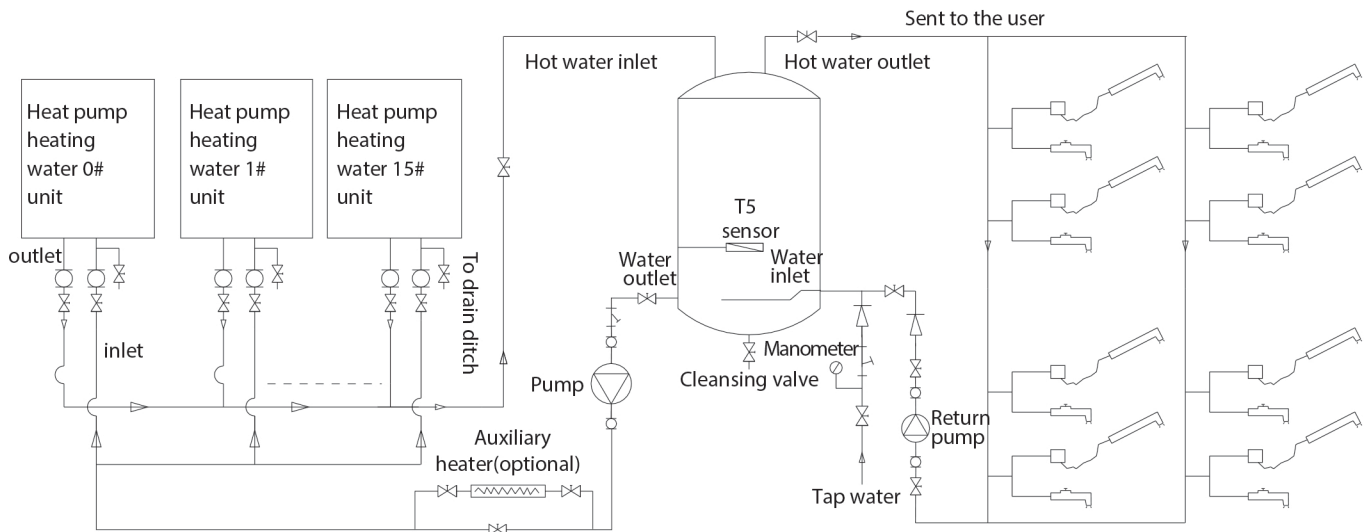 Sent to the user
Hot water inlet
Hot water outlet
Heat pump
heating
water 0#
unit
Heat pump
heating
water 1#
unit
Heat pump
heating
water 15#
unit
T5
sensor
outlet
Water
outlet
Water
inlet
To drain ditch
inlet
Manometer
Cleansing valve
Pump
Return
pump
Auxiliary
heater(optional)
Tap water